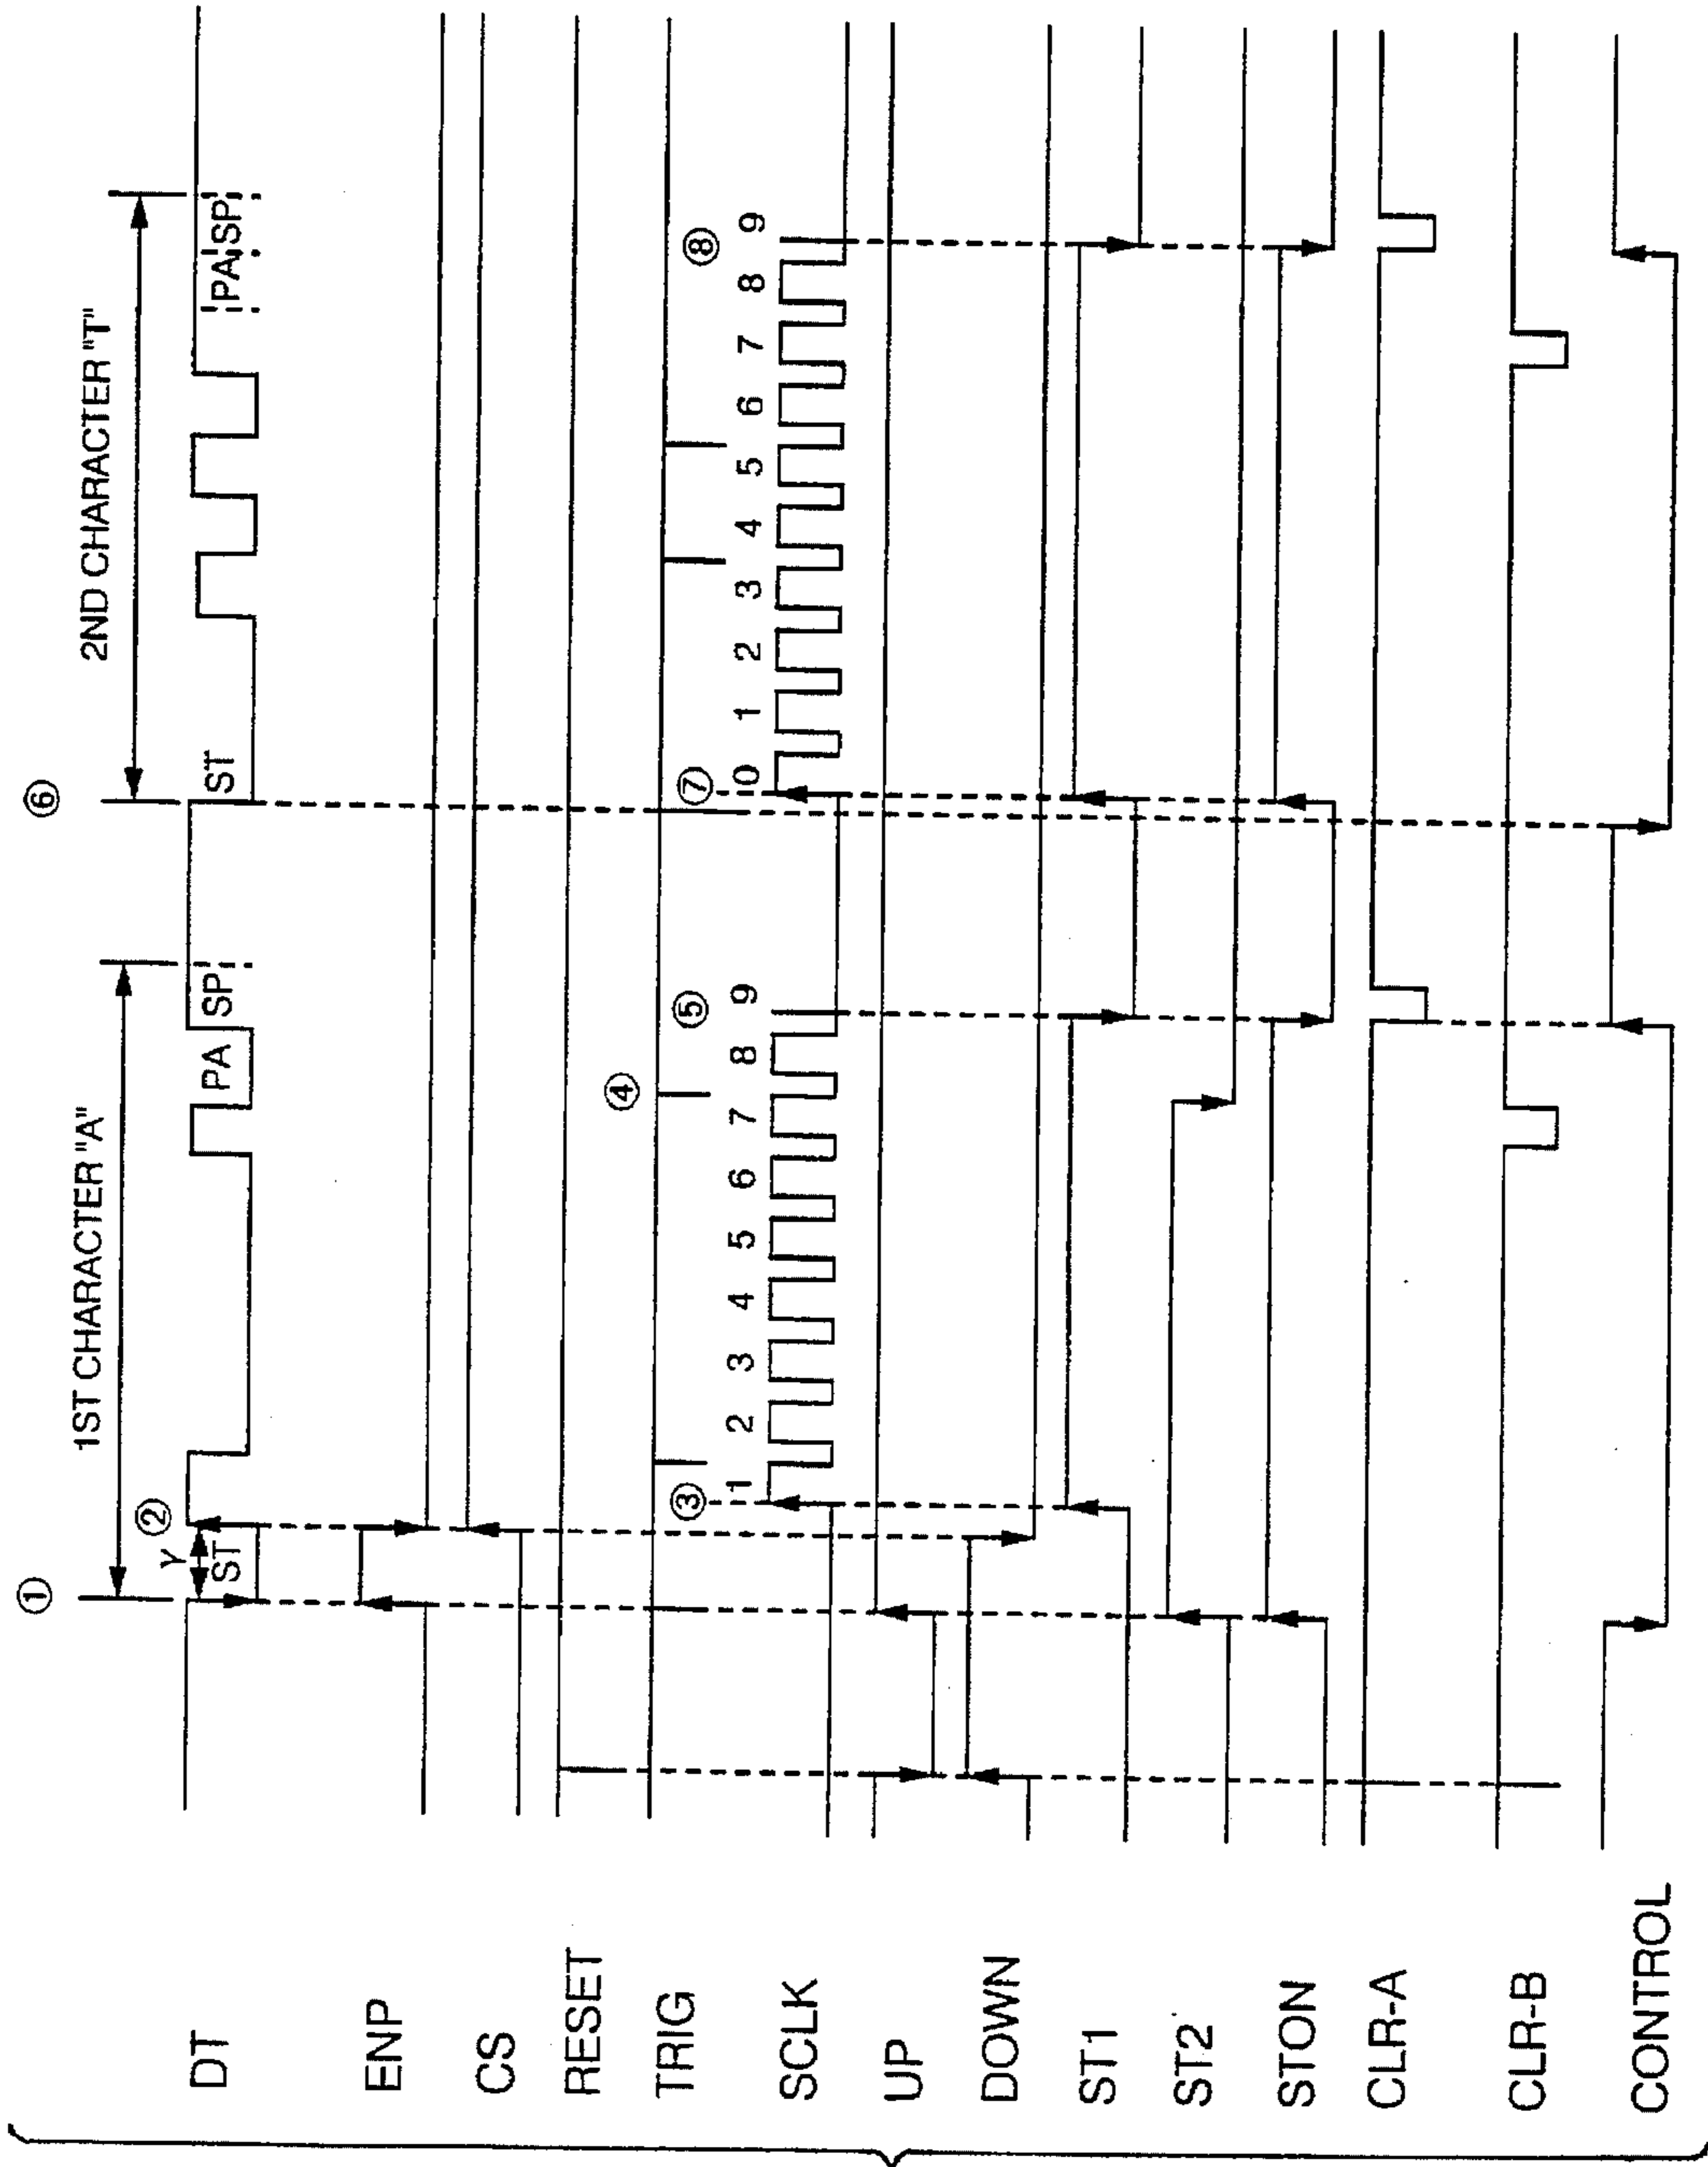 ① ② ③ ④ ⑤ ⑥ ⑦ ⑧
1ST CHARACTER "A"
2ND CHARACTER "T"
DT
γ
ST
PA
SP
ST
PA
SP
ENP
CS
RESET
TRIG
SCLK
1 2 3 4 5 6 7 8 9
0 1 2 3 4 5 6 7 8 9
UP
DOWN
ST1
ST2
STON
CLR-A
CLR-B
CONTROL